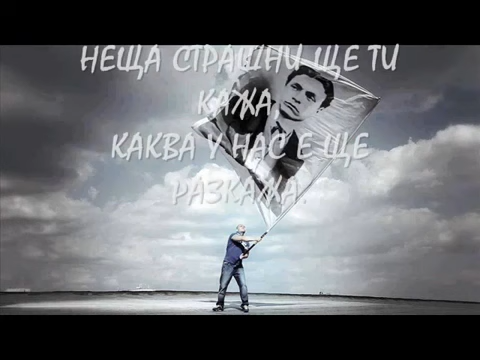 НЕЩА СТРАШНИ ЩЕ ТИ
КАЖА,
КАКВА У НАС Е ЩЕ
РАЗКАЖА.